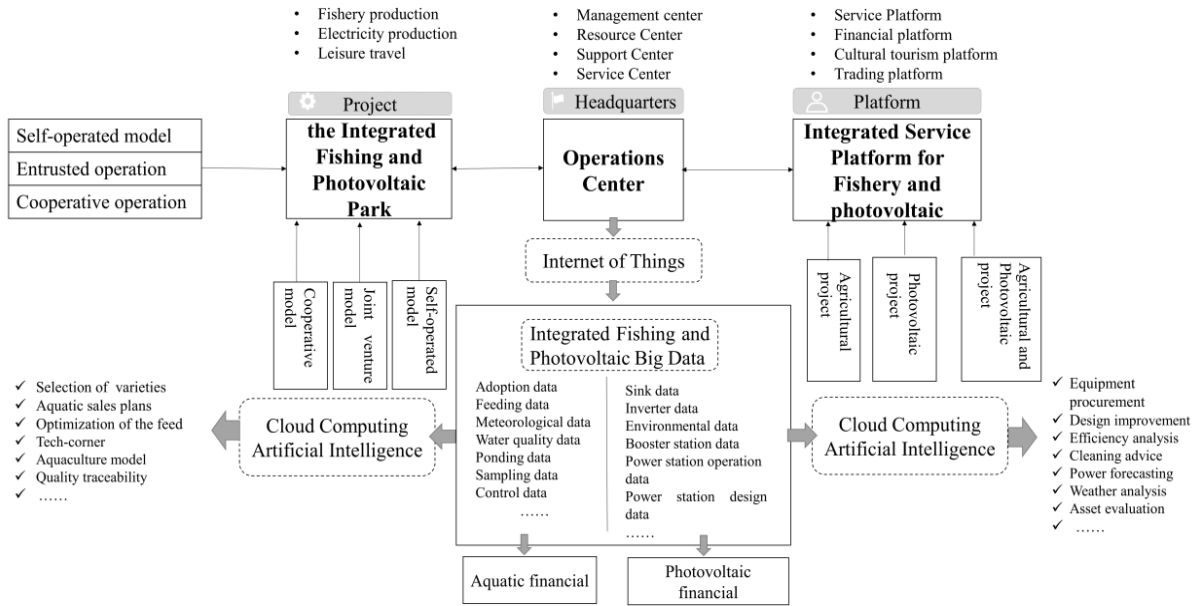 • Fishery production
• Electricity production
• Leisure travel
• Management center
• Resource Center
• Support Center
• Service Center
• Service Platform
• Financial platform
• Cultural tourism platform
• Trading platform
Project
Headquarters
Platform
Self-operated model
Entrusted operation
Cooperative operation
the Integrated
Fishing and
Photovoltaic
Park
Operations
Center
Integrated Service
Platform for
Fishery and
photovoltaic
Internet of Things
Cooperative
model
Joint venture
model
Self-operated
model
Agricultural
project
Photovoltaic
project
Agricultural and
Photovoltaic
project
Integrated Fishing and
Photovoltaic Big Data
Adoption data
Feeding data
Meteorological data
Water quality data
Ponding data
Sampling data
Control data
……
Sink data
Inverter data
Environmental data
Booster station data
Power station operation
data
Power station design
data
……
✓ Selection of varieties
✓ Aquatic sales plans
✓ Optimization of the feed
✓ Tech-corner
✓ Aquaculture model
✓ Quality traceability
✓ ……
Cloud Computing
Artificial Intelligence
Cloud Computing
Artificial Intelligence
✓ Equipment
procurement
✓ Design improvement
✓ Efficiency analysis
✓ Cleaning advice
✓ Power forecasting
✓ Weather analysis
✓ Asset evaluation
✓ ……
Aquatic financial
Photovoltaic
financial